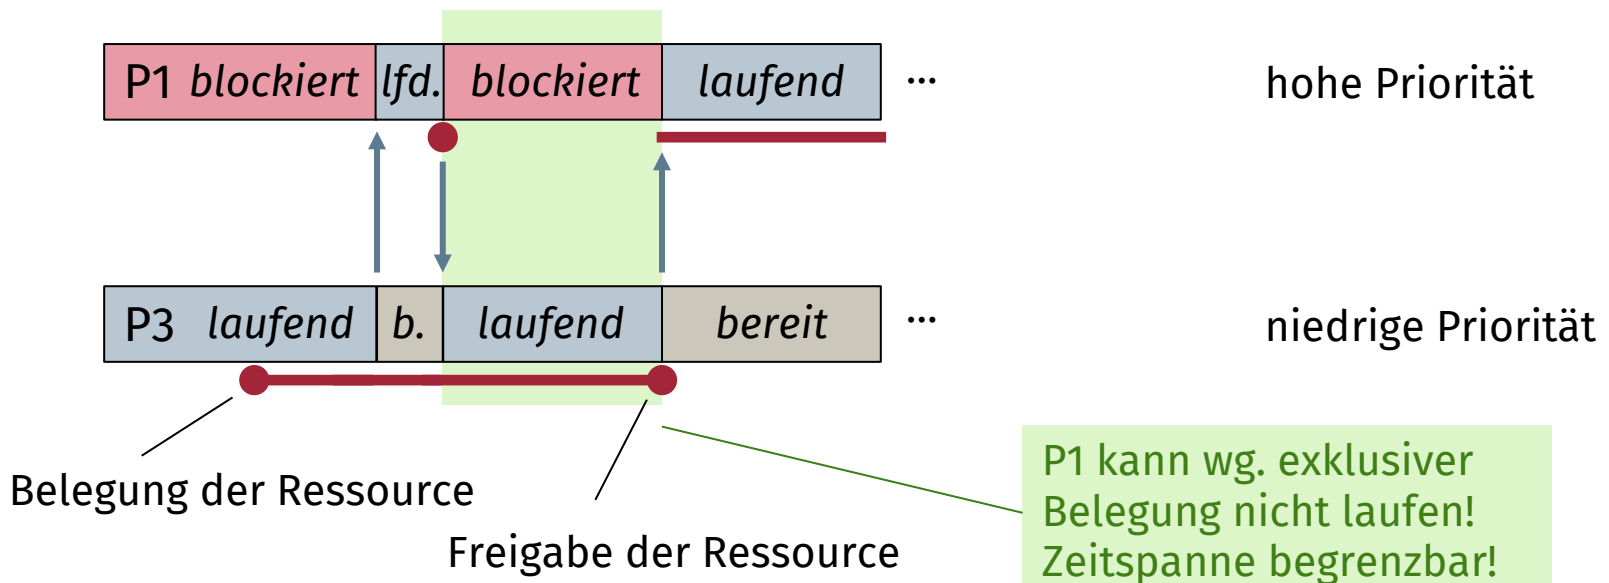 P1 blockiert lfd. blockiert laufend ... hohe Priorität
P3 laufend b. laufend bereit ... niedrige Priorität
Belegung der Ressource
Freigabe der Ressource
P1 kann wg. exklusiver
Belegung nicht laufen!
Zeitspanne begrenzbar!